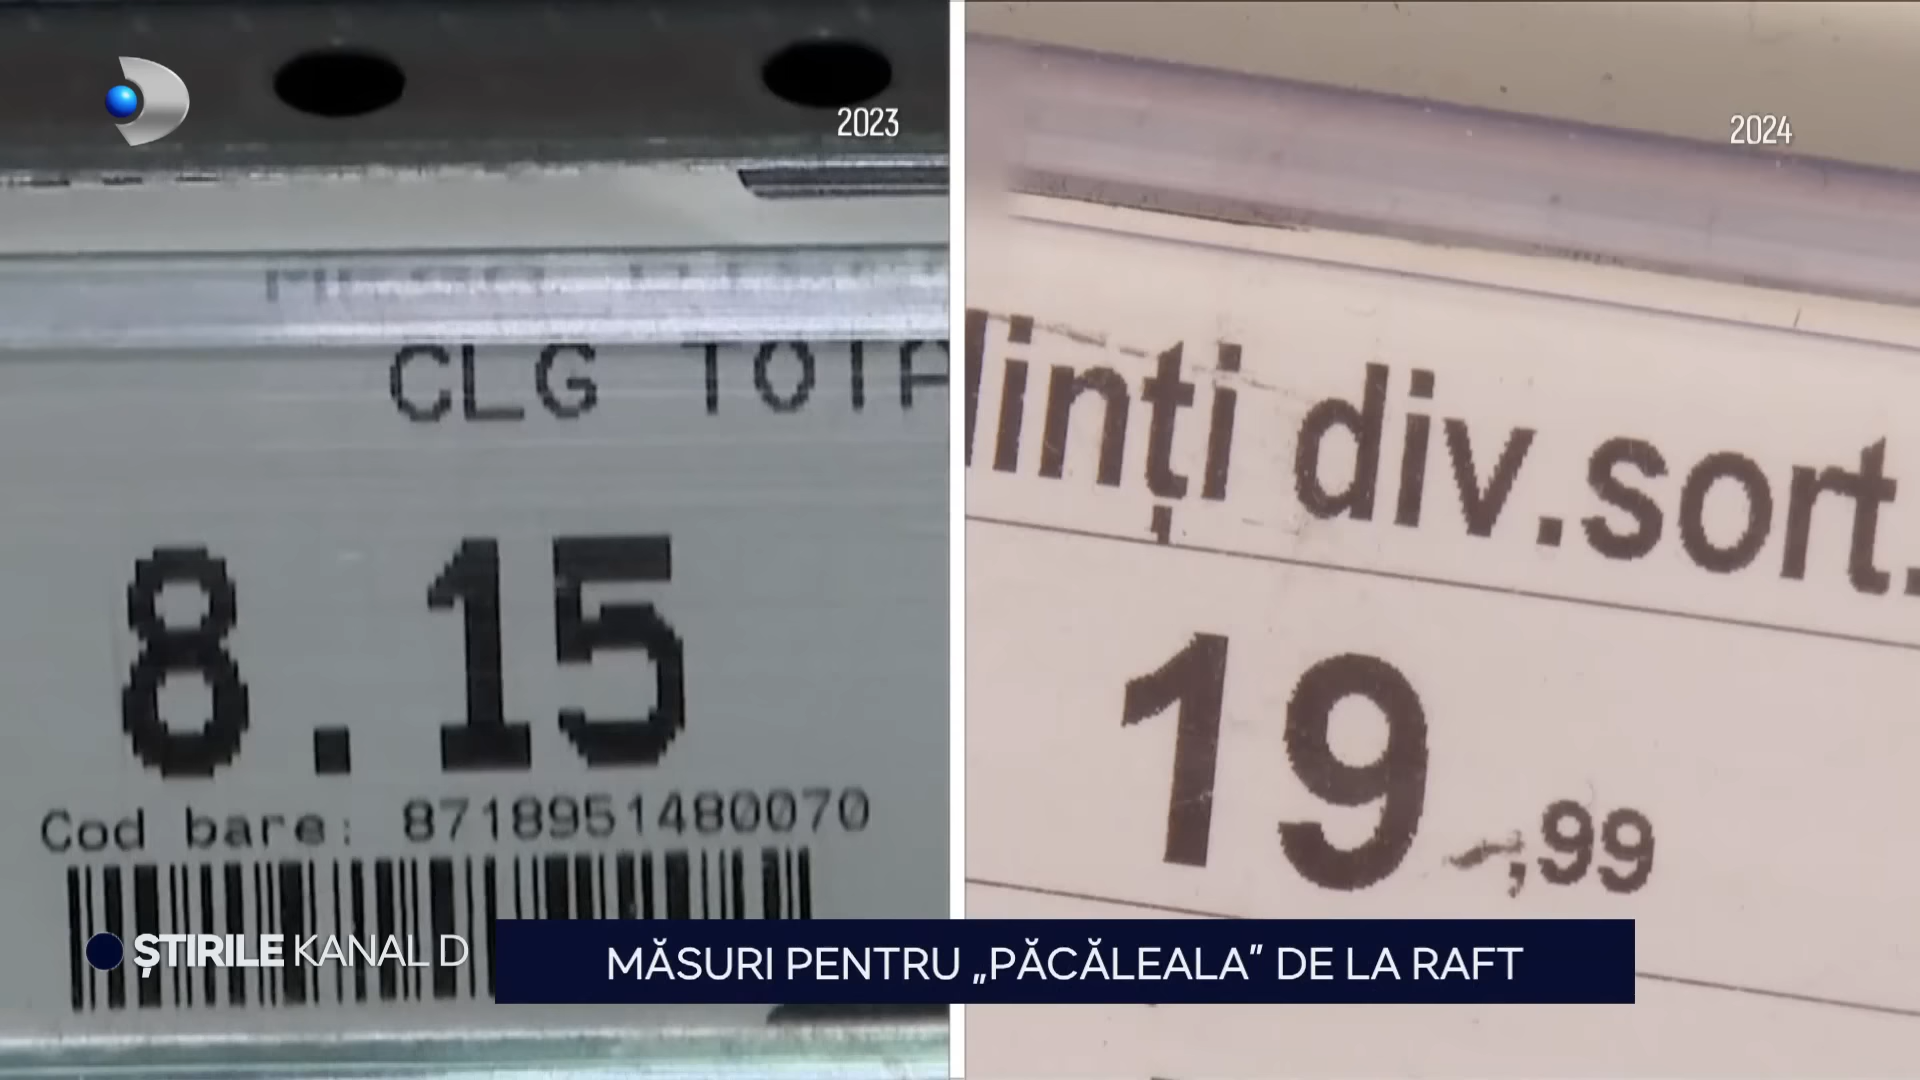 2023
CLG TOTA
8.15
Cod bare: 8718951480070
2024
linți div.sort.
19,99
ȘTIRILE KANAL D
MĂSURI PENTRU „PĂCĂLEALA” DE LA RAFT